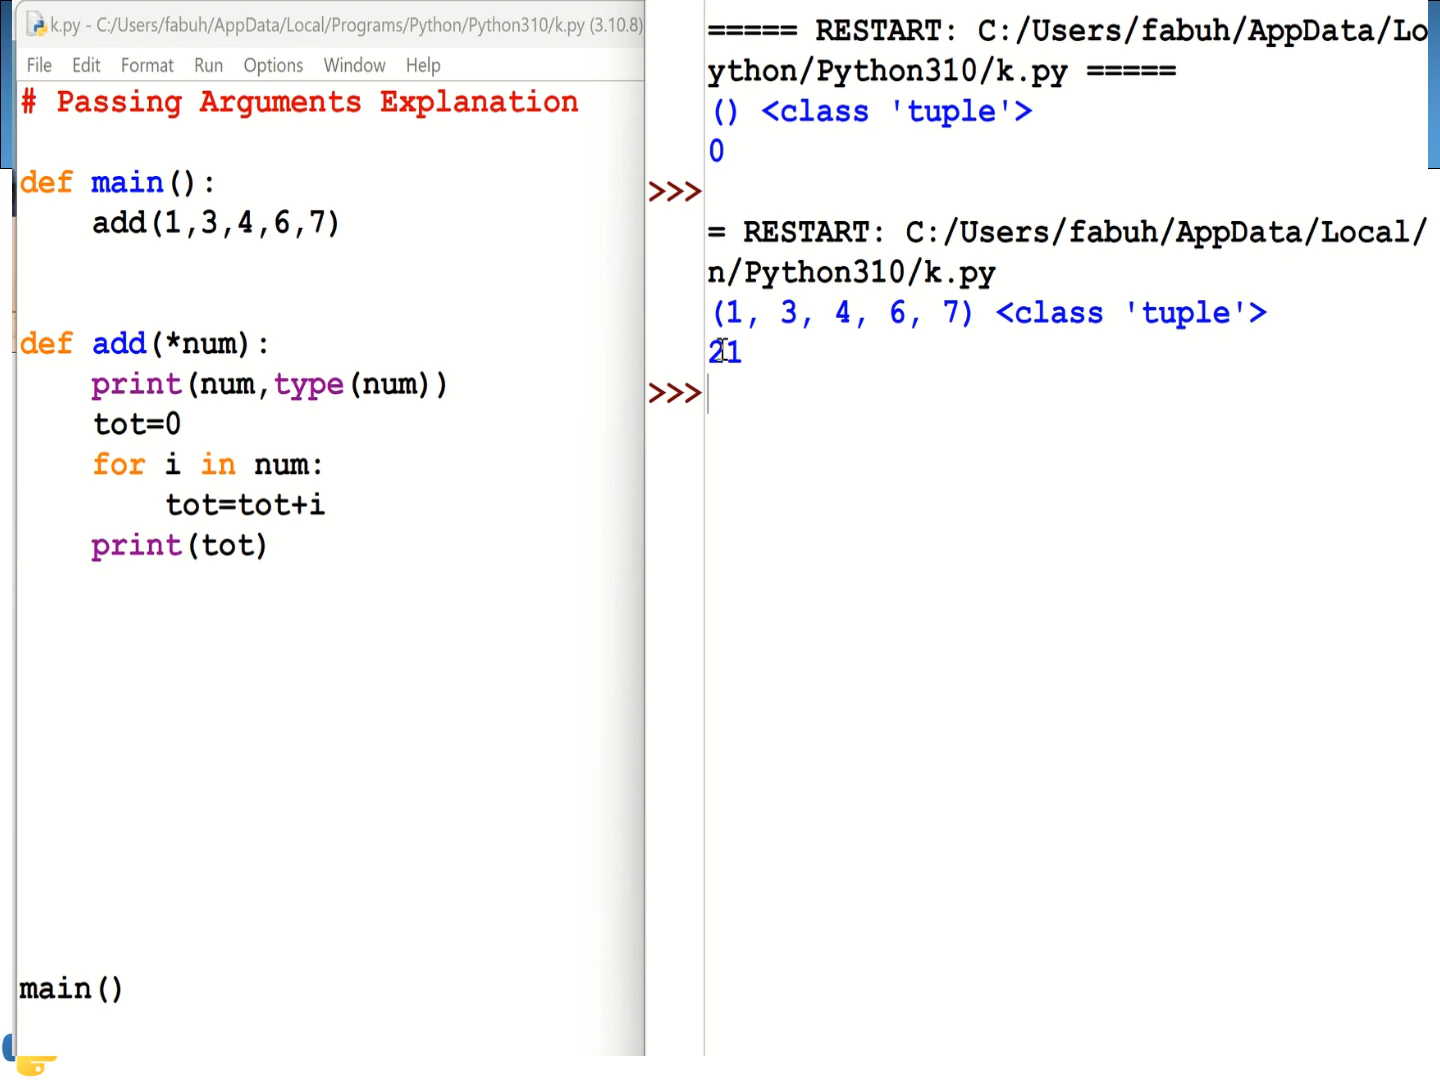 k.py - C:/Users/fabuh/AppData/Local/Programs/Python/Python310/k.py (3.10.8)
File Edit Format Run Options Window Help
# Passing Arguments Explanation
def main():
    add(1,3,4,6,7)
def add(*num):
    print(num,type(num))
    tot=0
    for i in num:
        tot=tot+i
    print(tot)
main()
===== RESTART: C:/Users/fabuh/AppData/Lo
ython/Python310/k.py =====
() <class 'tuple'>
0
>>>
= RESTART: C:/Users/fabuh/AppData/Local/
n/Python310/k.py
(1, 3, 4, 6, 7) <class 'tuple'>
21
>>>